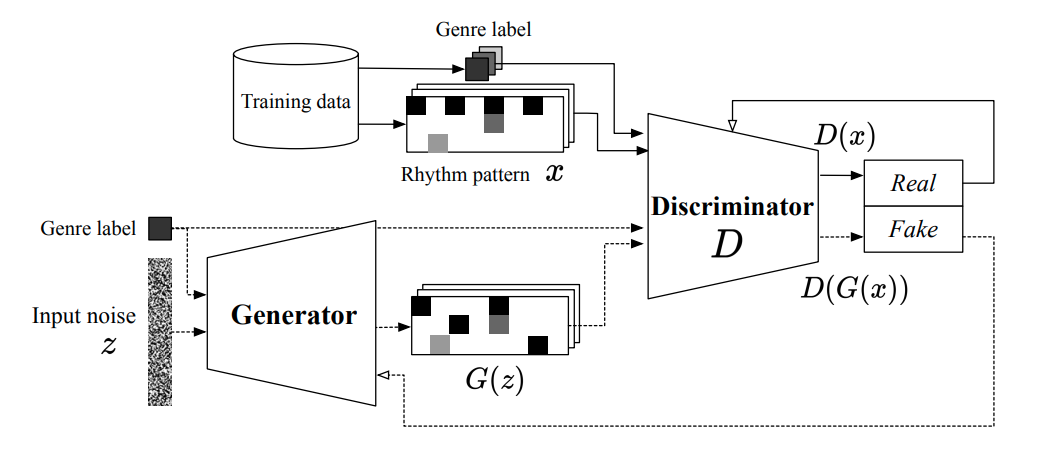 Genre label
Training data
Rhythm pattern x
D(x)
Real
Discriminator
D
Fake
Genre label
D(G(x))
Input noise
z
Generator
G(z)